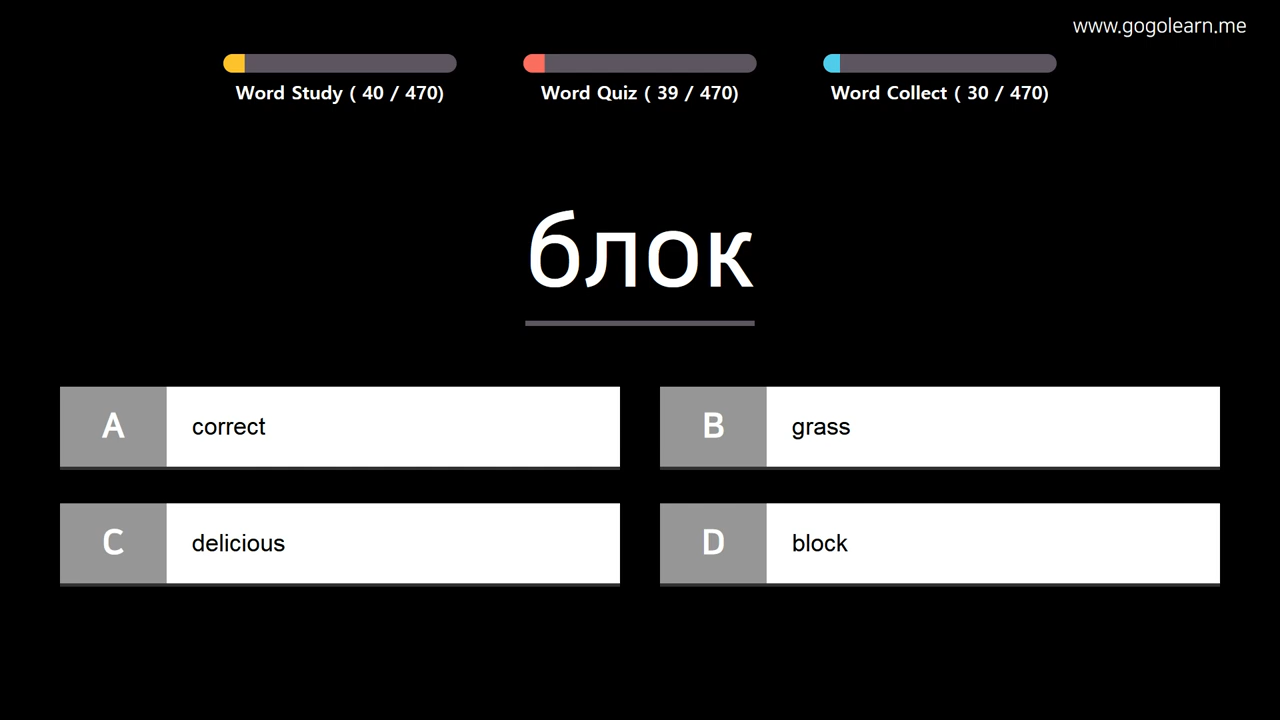 www.gogolearn.me
Word Study ( 40 / 470)
Word Quiz ( 39 / 470)
Word Collect ( 30 / 470)
блок
A correct
B grass
C delicious
D block